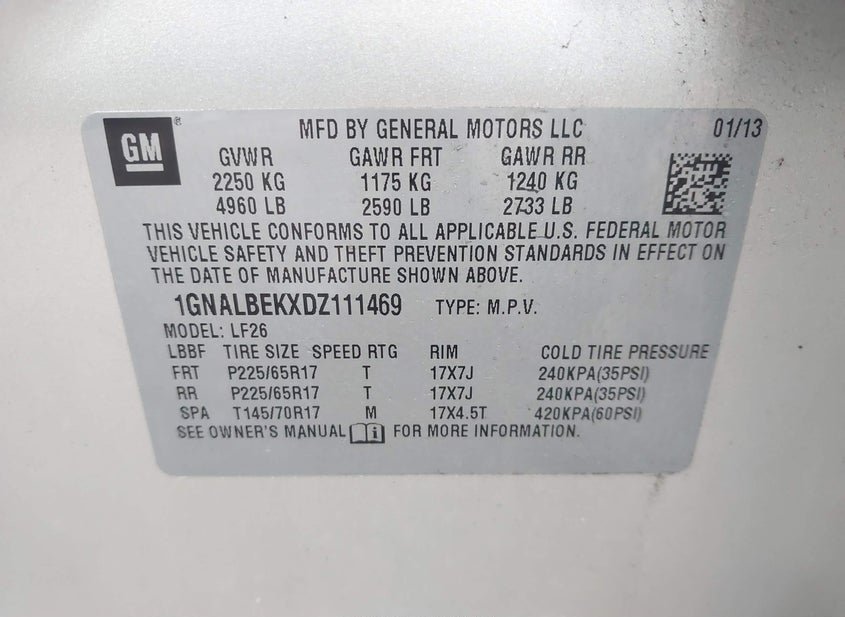 GM® MFD BY GENERAL MOTORS LLC 01/13
GVWR GAWR FRT GAWR RR
2250 KG 1175 KG 1240 KG
4960 LB 2590 LB 2733 LB
THIS VEHICLE CONFORMS TO ALL APPLICABLE U.S. FEDERAL MOTOR
VEHICLE SAFETY AND THEFT PREVENTION STANDARDS IN EFFECT ON
THE DATE OF MANUFACTURE SHOWN ABOVE.
1GNALBEKXDZ111469 TYPE: M.P.V.
MODEL: LF26
LBBF TIRE SIZE SPEED RTG RIM COLD TIRE PRESSURE
FRT P225/65R17 T 17X7J 240KPA(35PSI)
RR P225/65R17 T 17X7J 240KPA(35PSI)
SPA T145/70R17 M 17X4.5T 420KPA(60PSI)
SEE OWNER'S MANUAL FOR MORE INFORMATION.